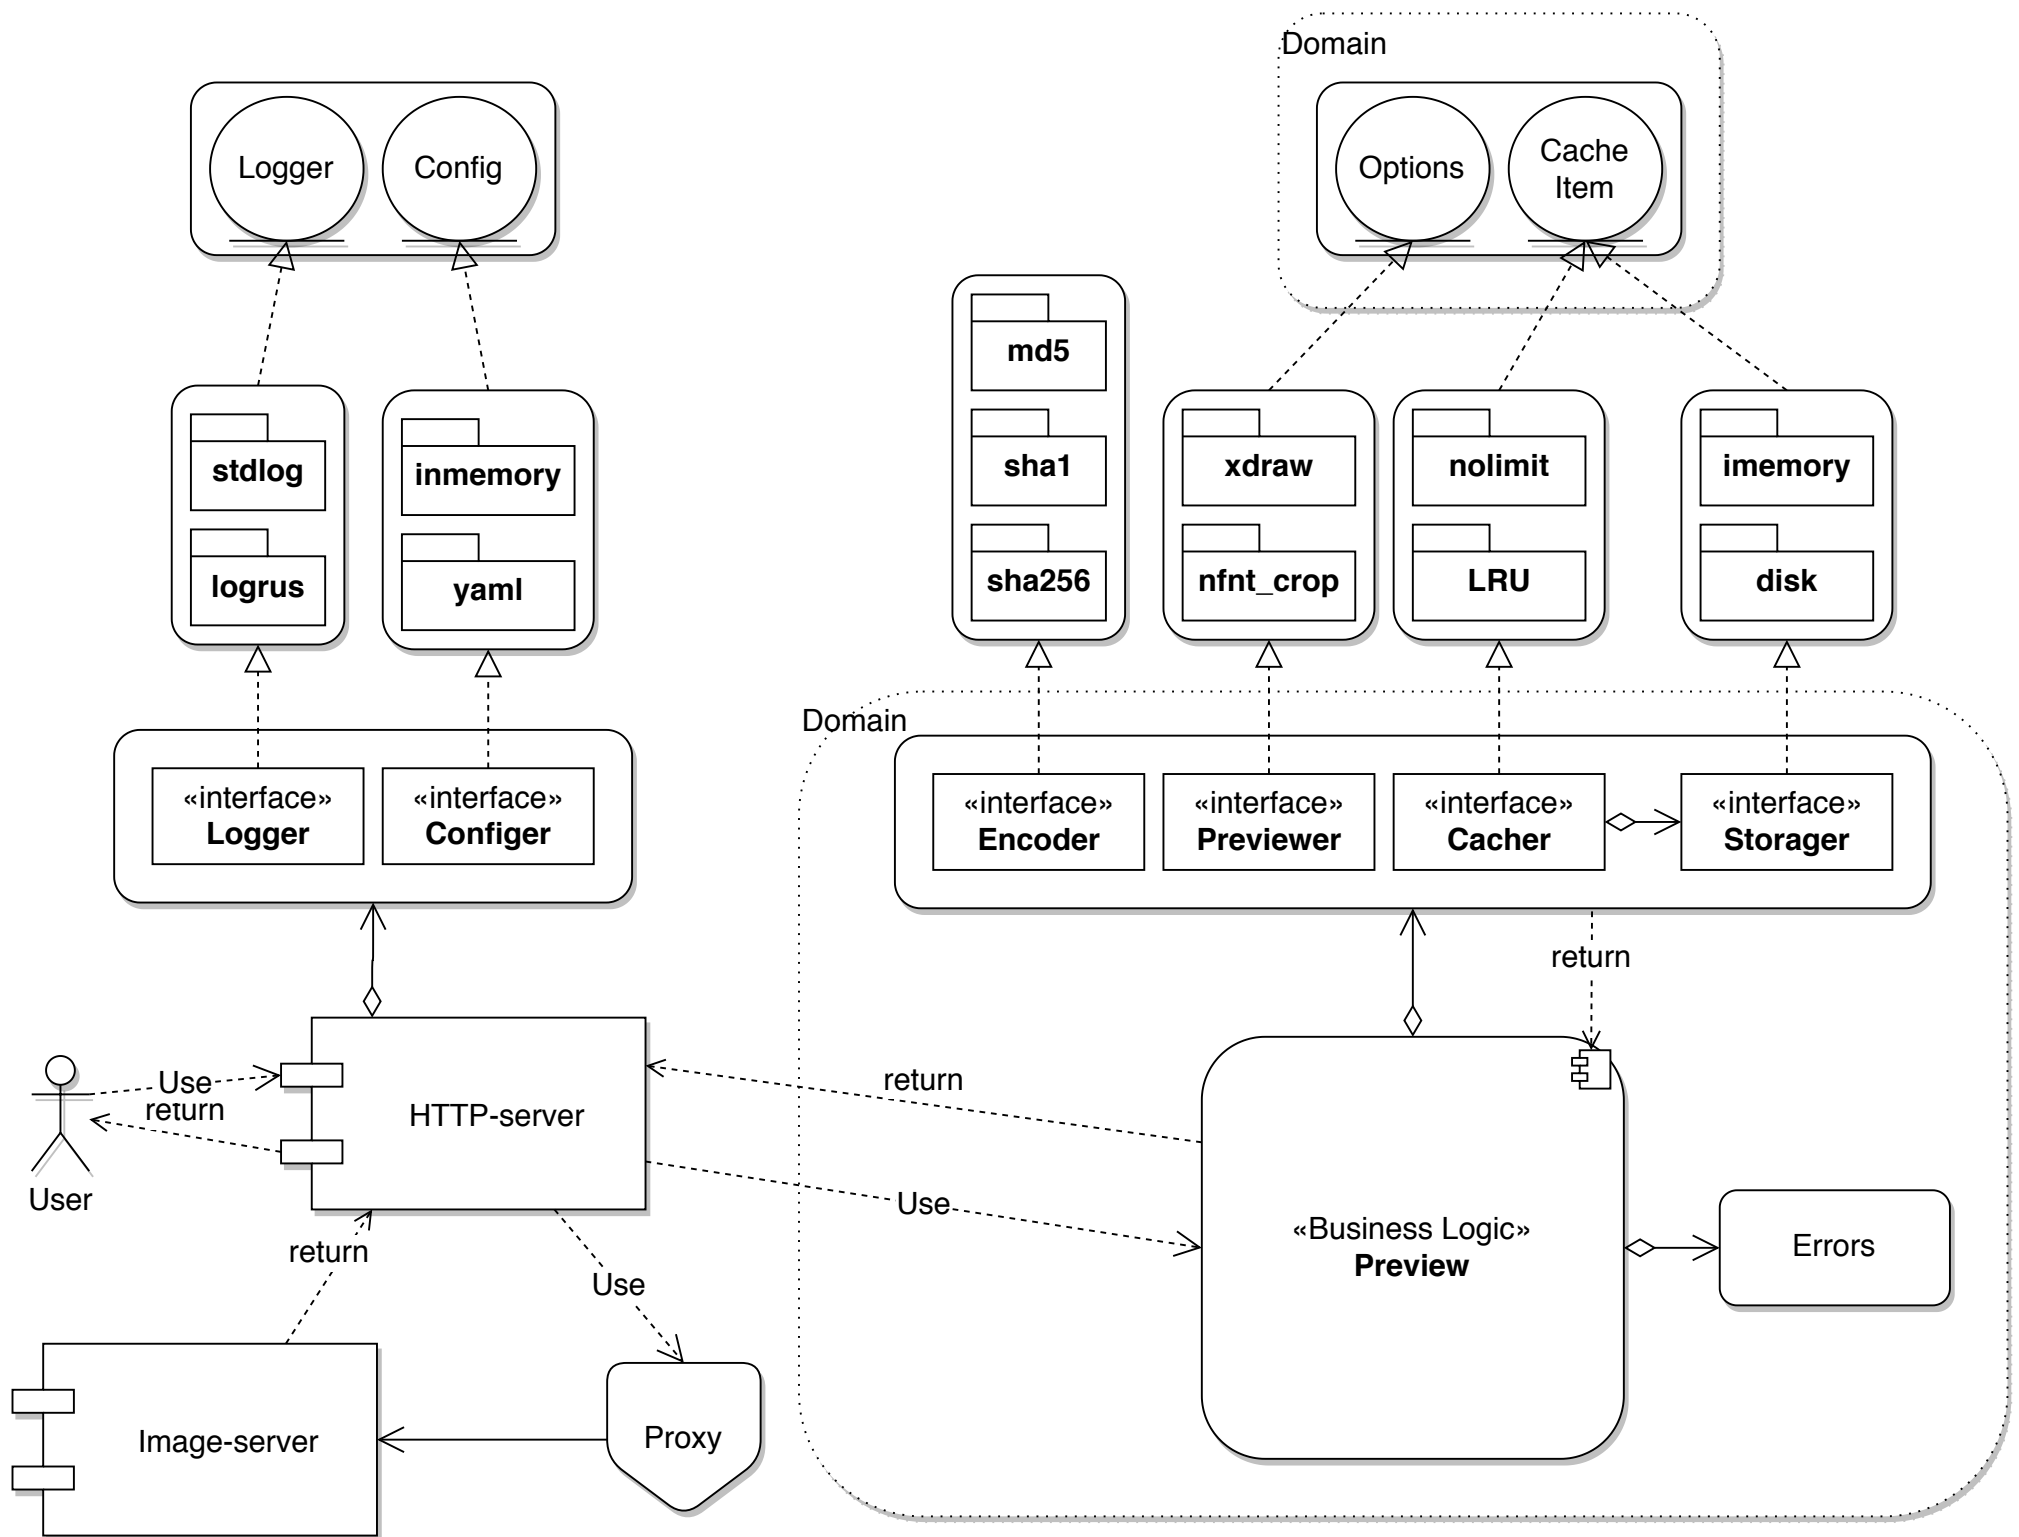 Domain
Logger
Config
Options
Cache
Item
md5
sha1
sha256
stdlog
logrus
inmemory
yaml
xdraw
nfnt_crop
nolimit
LRU
imemory
disk
Domain
«interface»
Logger
«interface»
Configer
«interface»
Encoder
«interface»
Previewer
«interface»
Cacher
«interface»
Storager
return
Use
return
User
HTTP-server
return
Use
return
Use
«Business Logic»
Preview
Errors
Image-server
Proxy